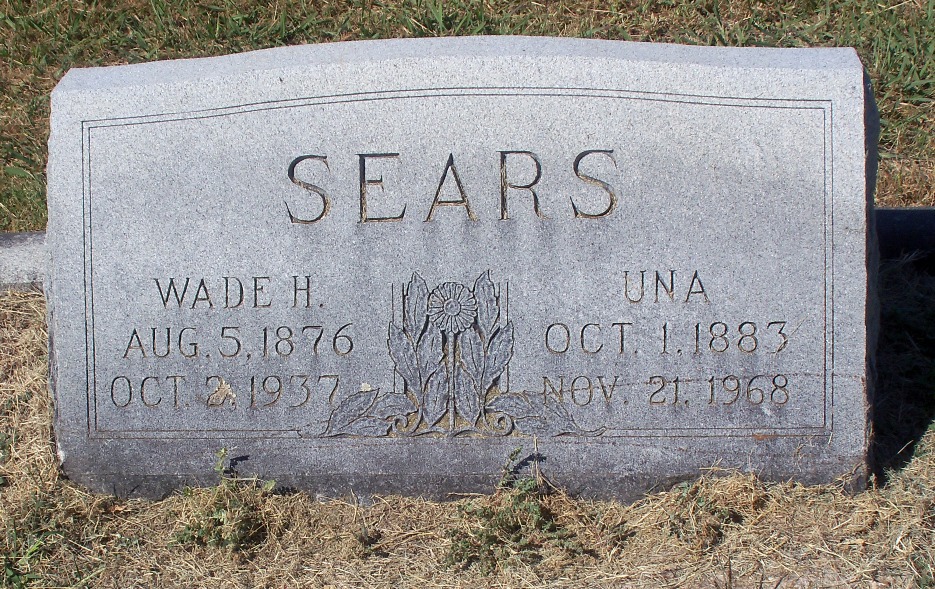 SEARS
WADE H.
AUG. 5, 1876
OCT. 2, 1937
UNA
OCT. 1, 1883
NOV. 21, 1968